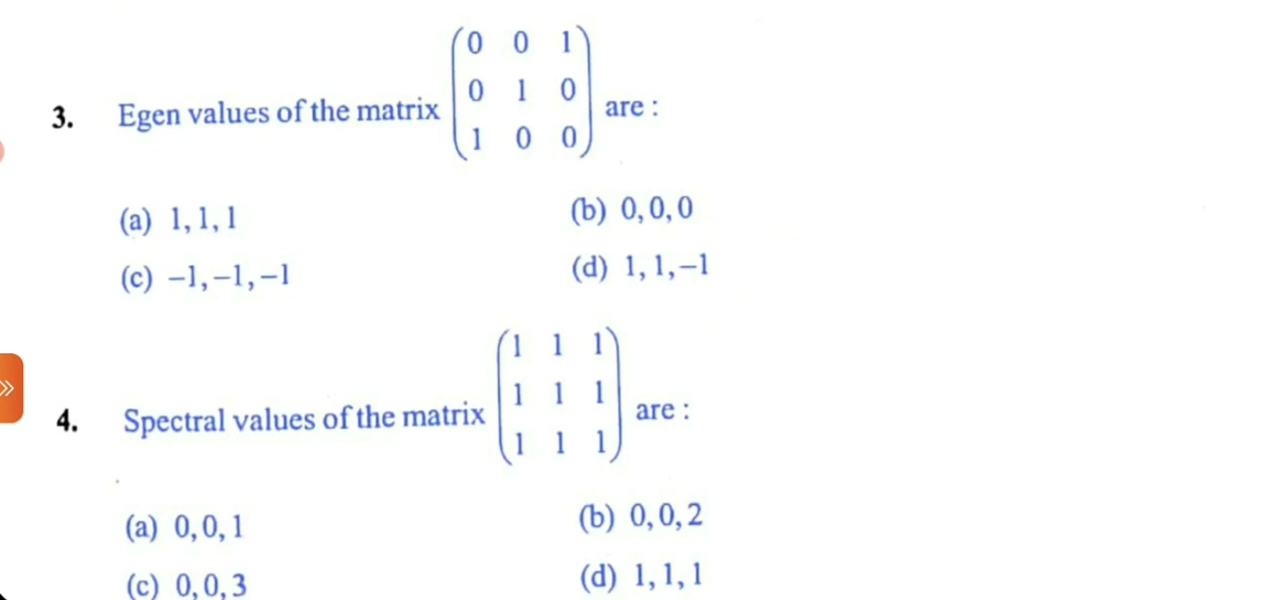 3. Egen values of the matrix (0 0 1
0 1 0
1 0 0) are :
(a) 1, 1, 1 (b) 0, 0, 0
(c) −1, −1, −1 (d) 1, 1, −1
4. Spectral values of the matrix (1 1 1
1 1 1
1 1 1) are :
(a) 0, 0, 1 (b) 0, 0, 2
(c) 0, 0, 3 (d) 1, 1, 1